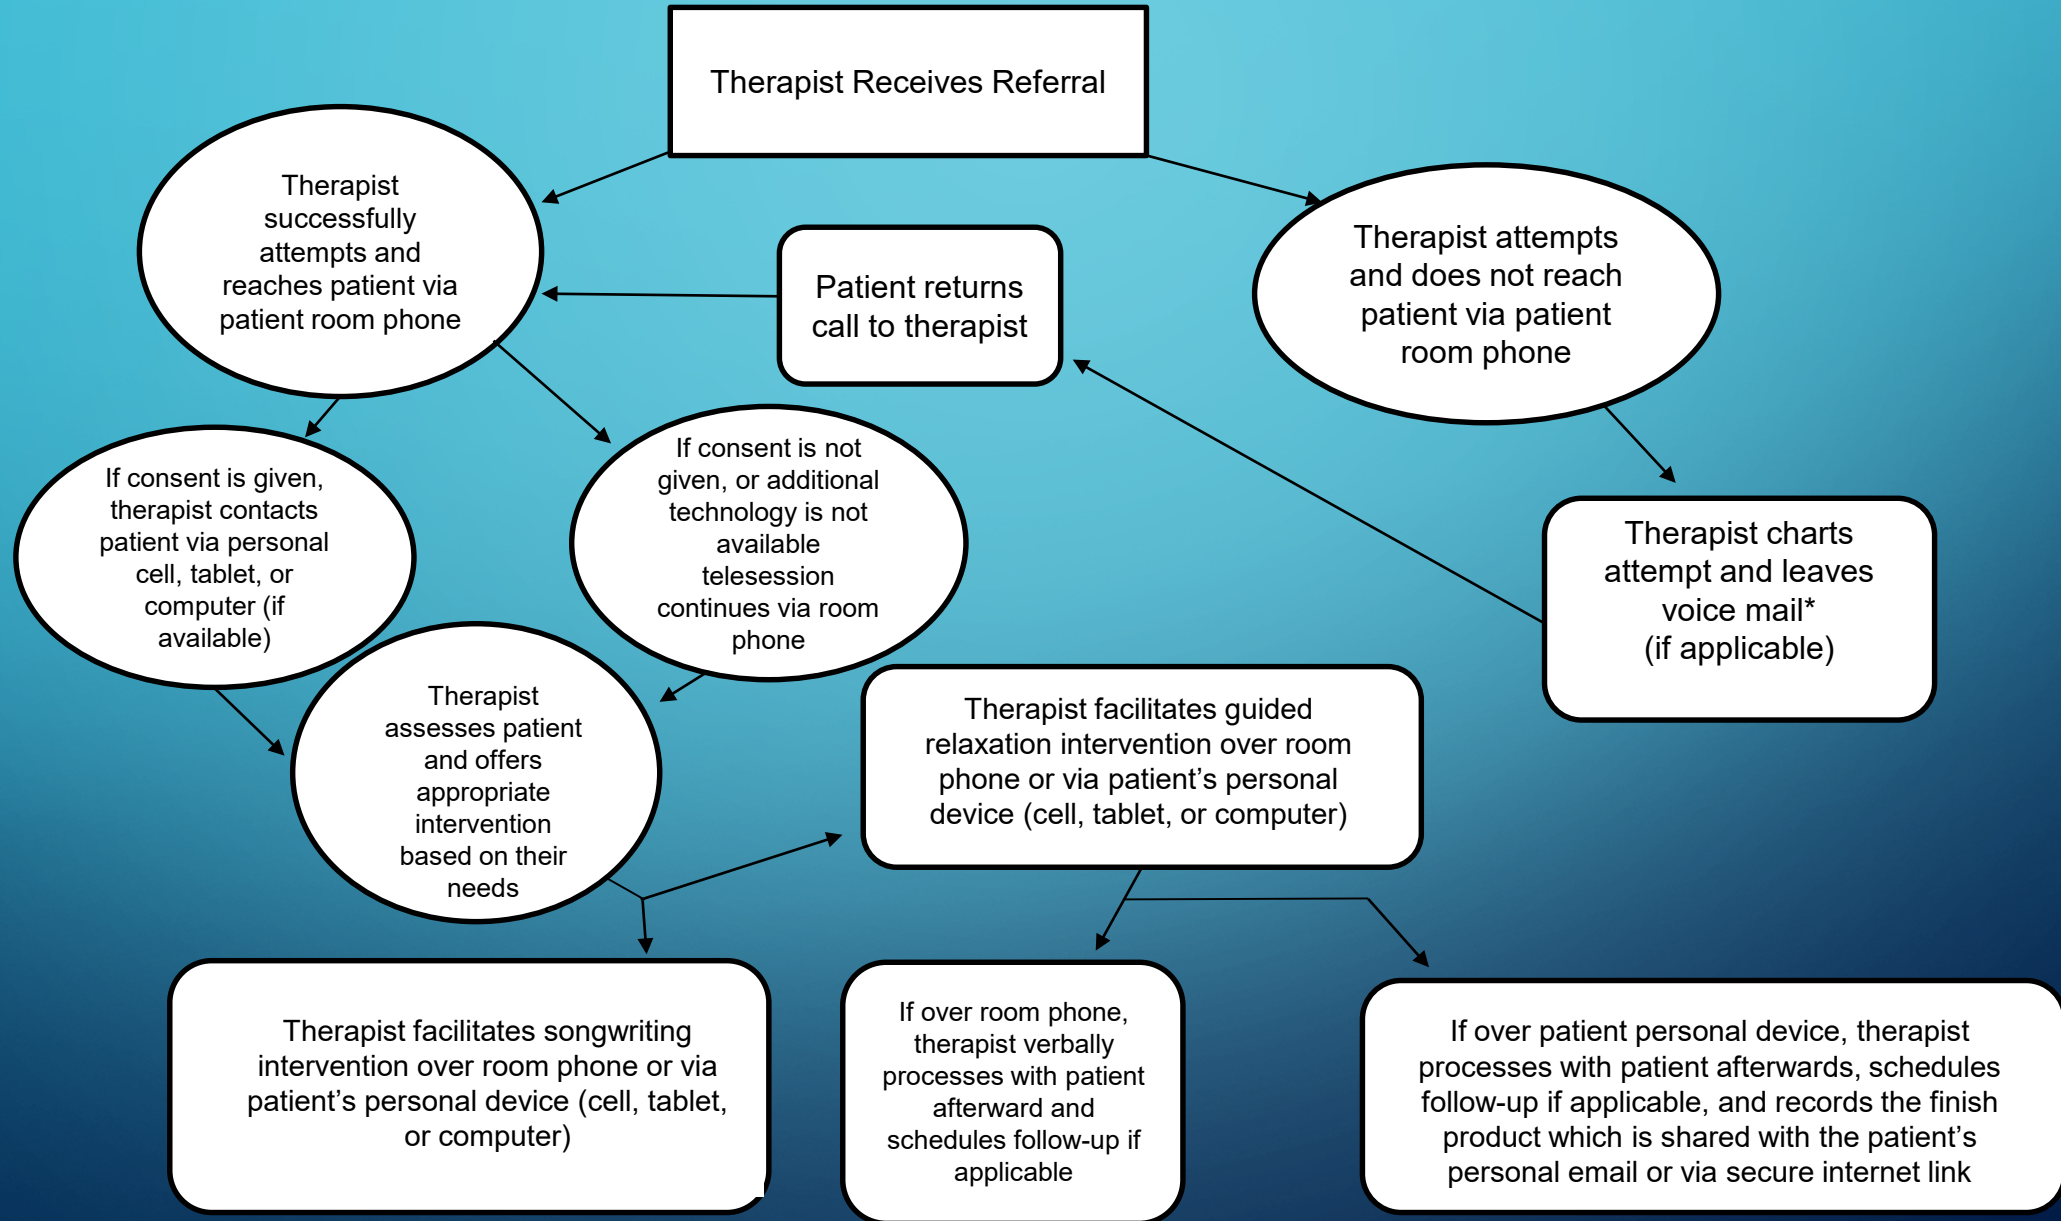 Therapist Receives Referral
Therapist
successfully
attempts and
reaches patient via
patient room phone
Patient returns
call to therapist
Therapist attempts
and does not reach
patient via patient
room phone
If consent is given,
therapist contacts
patient via personal
cell, tablet, or
computer (if
available)
If consent is not
given, or additional
technology is not
available
telesession
continues via room
phone
Therapist charts
attempt and leaves
voice mail*
(if applicable)
Therapist
assesses patient
and offers
appropriate
intervention
based on their
needs
Therapist facilitates guided
relaxation intervention over room
phone or via patient’s personal
device (cell, tablet, or computer)
Therapist facilitates songwriting
intervention over room phone or via
patient’s personal device (cell, tablet,
or computer)
If over room phone,
therapist verbally
processes with patient
afterward and
schedules follow-up if
applicable
If over patient personal device, therapist
processes with patient afterwards, schedules
follow-up if applicable, and records the finish
product which is shared with the patient’s
personal email or via secure internet link